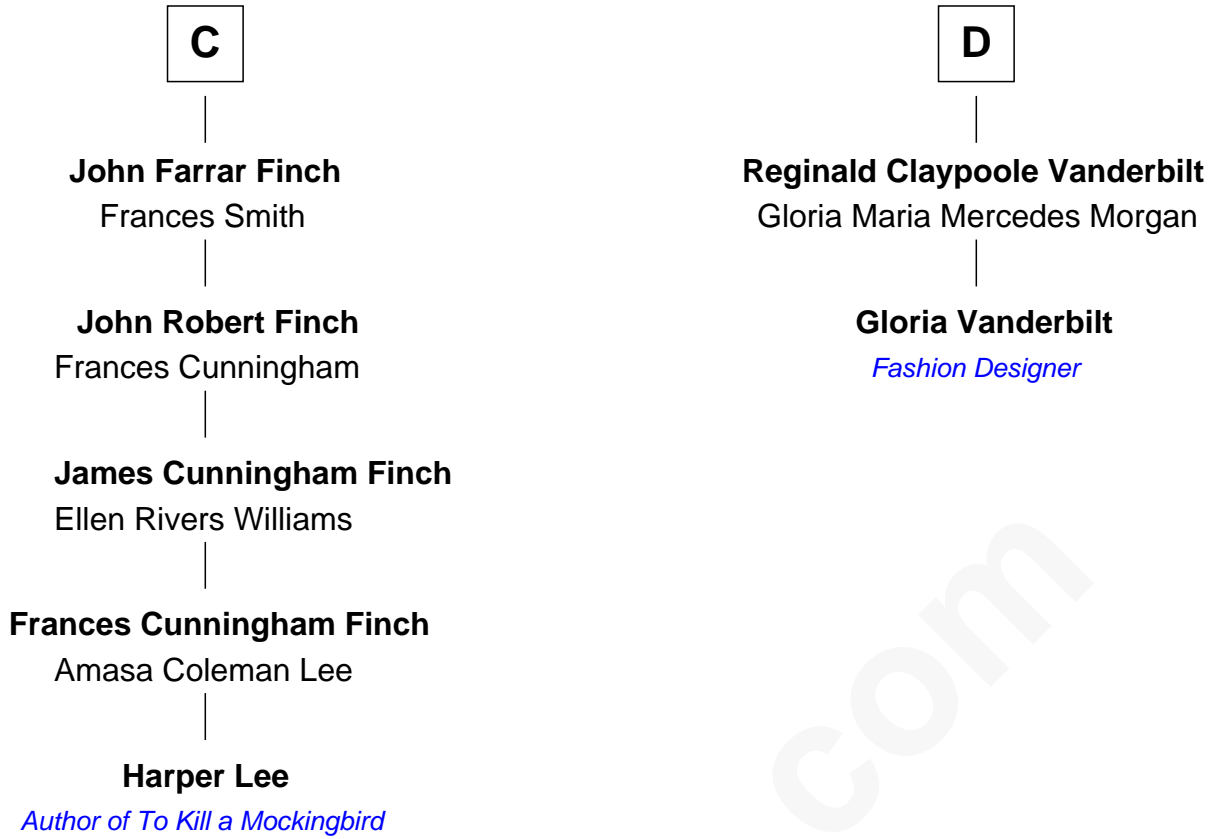 C
John Farrar Finch
Frances Smith
John Robert Finch
Frances Cunningham
James Cunningham Finch
Ellen Rivers Williams
Frances Cunningham Finch
Amasa Coleman Lee
Harper Lee
Author of To Kill a Mockingbird
D
Reginald Claypoole Vanderbilt
Gloria Maria Mercedes Morgan
Gloria Vanderbilt
Fashion Designer
com